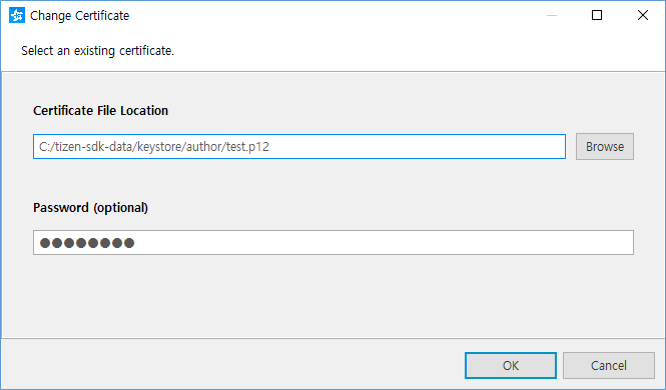 Change Certificate
Select an existing certificate.
Certificate File Location
C:/tizen-sdk-data/keystore/author/test.p12
Browse
Password (optional)
●●●●●●●●
OK
Cancel